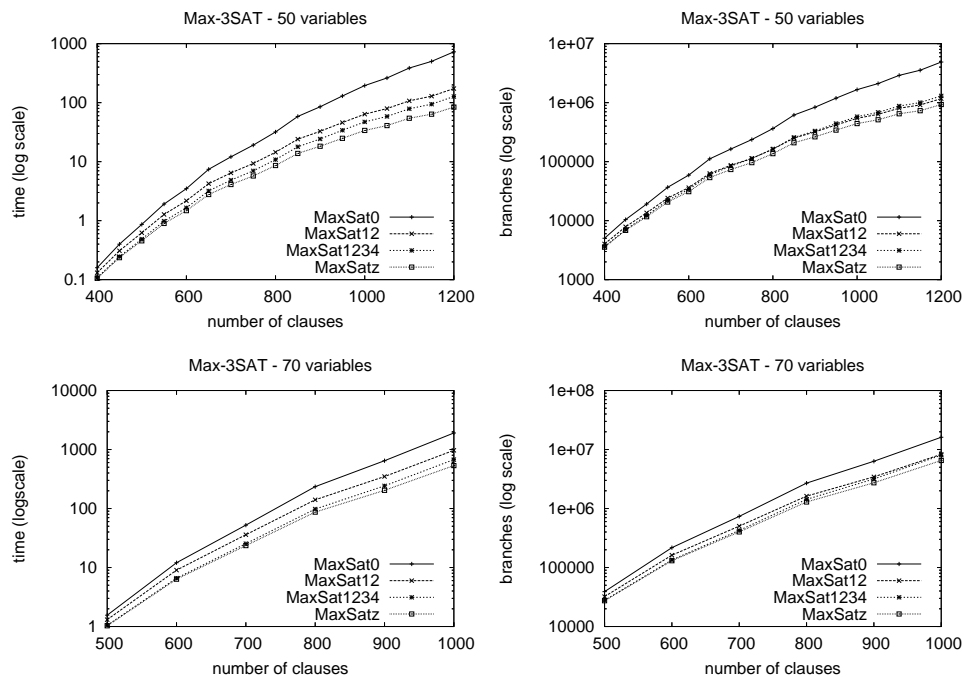 Max-3SAT - 50 variables
time (log scale)
1000
100
10
1
0.1
400
600
800
1000
1200
number of clauses
MaxSat0
MaxSat12
MaxSat1234
MaxSatz
Max-3SAT - 50 variables
branches (log scale)
1e+07
1e+06
100000
10000
1000
400
500
600
700
800
900
1000
1100
1200
number of clauses
MaxSat0
MaxSat12
MaxSat1234
MaxSatz
Max-3SAT - 70 variables
time (logscale)
10000
1000
100
10
1
500
600
700
800
900
1000
number of clauses
MaxSat0
MaxSat12
MaxSat1234
MaxSatz
Max-3SAT - 70 variables
branches (log scale)
1e+08
1e+07
1e+06
100000
10000
500
600
700
800
900
1000
number of clauses
MaxSat0
MaxSat12
MaxSat1234
MaxSatz